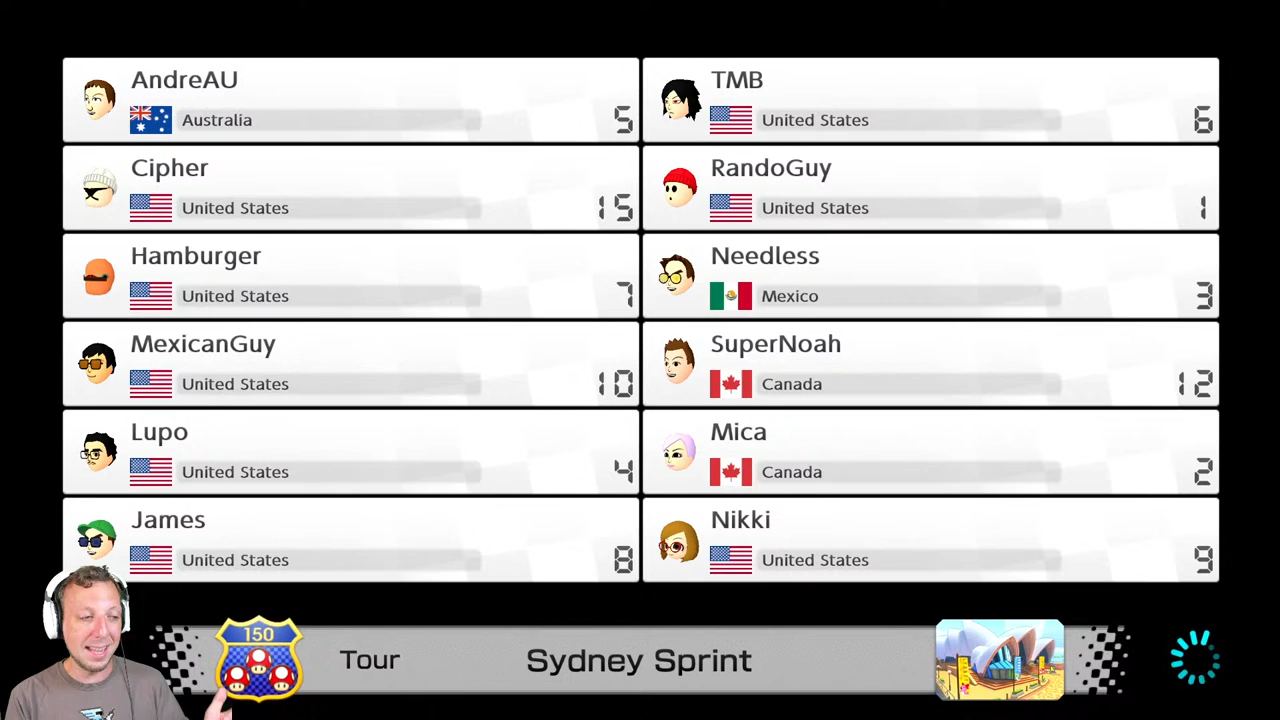 AndreAU
Australia
5
TMB
United States
6
Cipher
United States
15
RandoGuy
United States
1
Hamburger
United States
7
Needless
Mexico
3
MexicanGuy
United States
10
SuperNoah
Canada
12
Lupo
United States
4
Mica
Canada
2
James
United States
8
Nikki
United States
9
150
Tour
Sydney Sprint